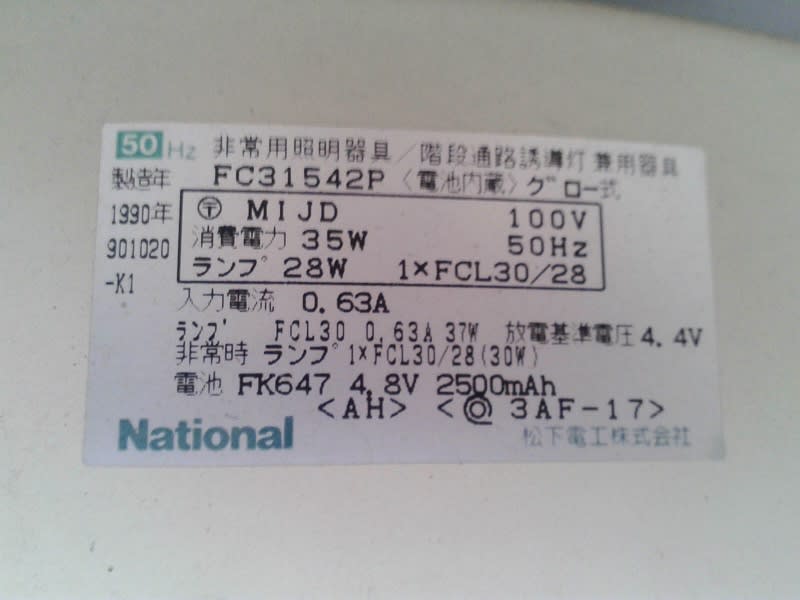 50 Hz 非常用照明器具/階段通路誘導灯 兼用器具
製造年 FC31542P 〈電池内蔵〉グロー式
1990年 〒 MIJD 100V
901020 消費電力 35W 50Hz
-K1 ランプ 28W 1×FCL30/28
入力電流 0.63A
ランプ FCL30 0.63A 37W 放電基準電圧 4.4V
非常時 ランプ 1×FCL30/28(30W)
電池 FK647 4.8V 2500mAh
<AH> < 3AF-17>
National 松下電工株式会社